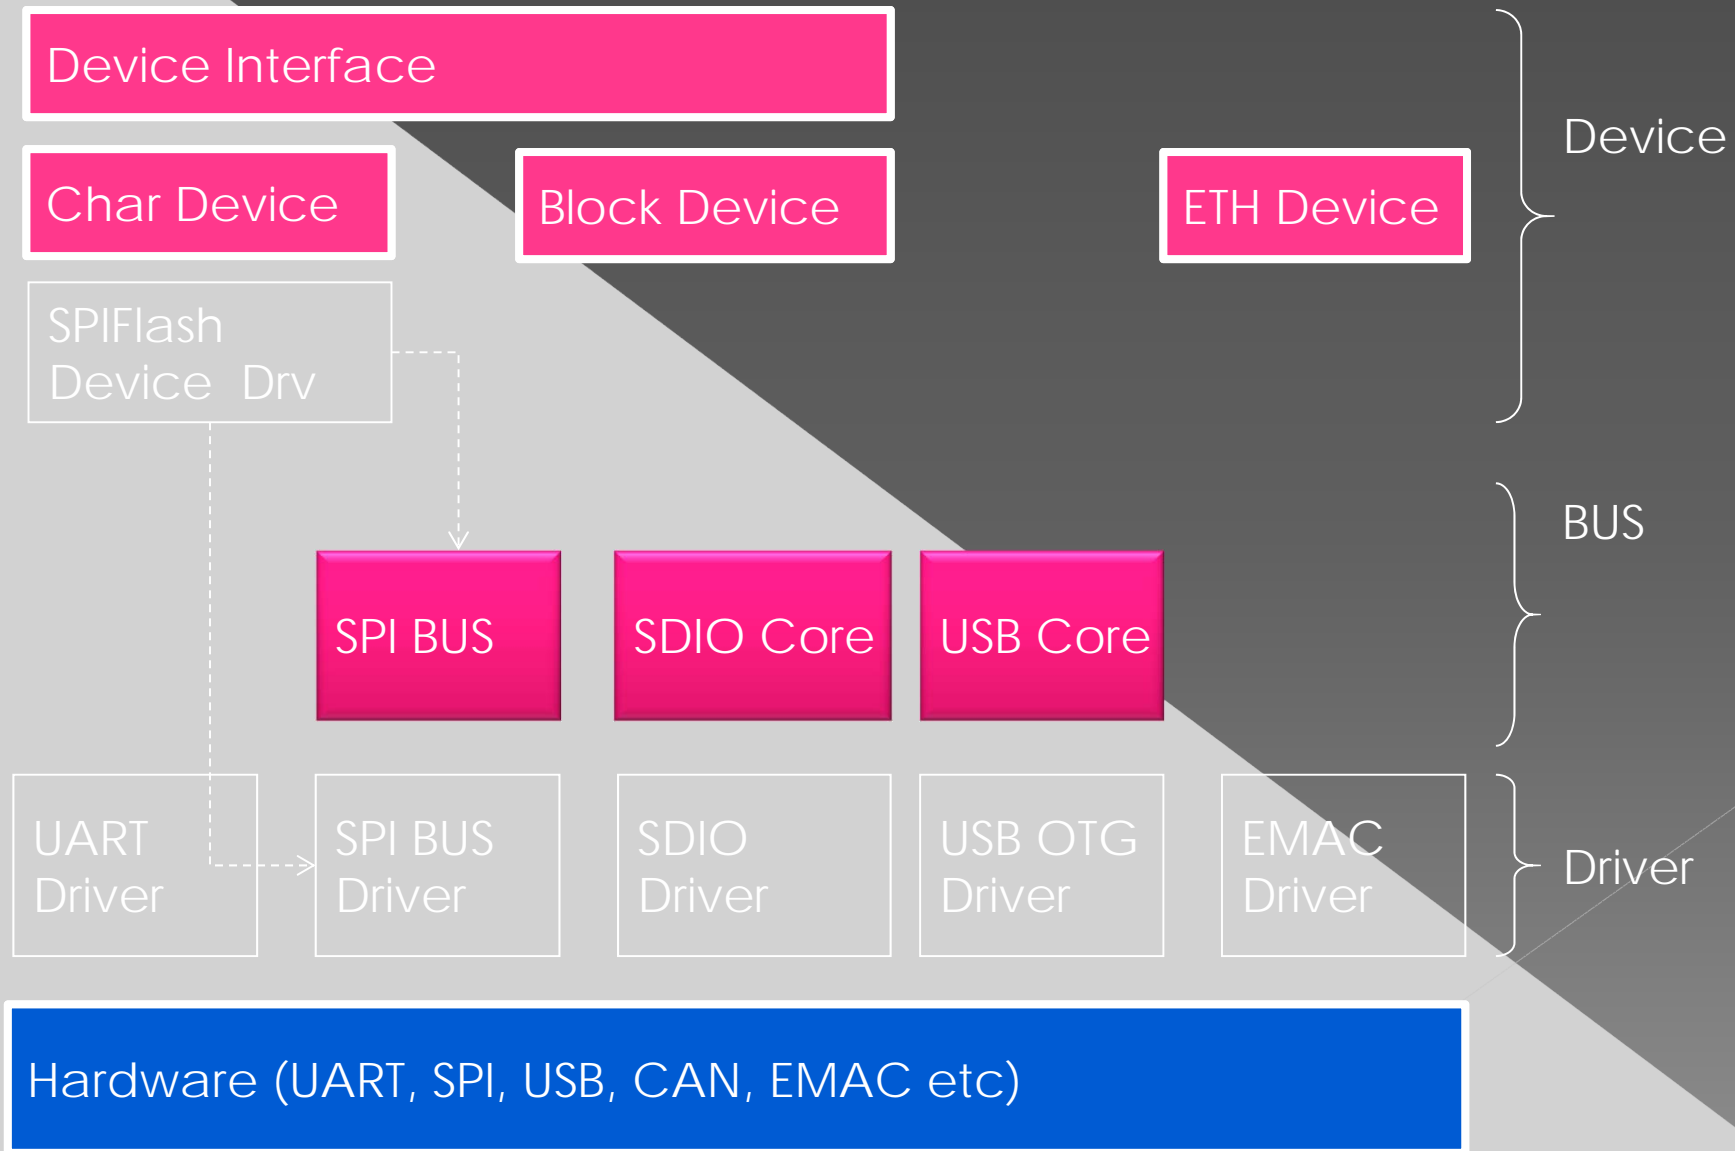 Device Interface
Device
Char Device
Block Device
ETH Device
SPIFlash
Device Drv
BUS
SPI BUS
SDIO Core
USB Core
UART
Driver
SPI BUS
Driver
SDIO
Driver
USB OTG
Driver
EMAC
Driver
Driver
Hardware (UART, SPI, USB, CAN, EMAC etc)